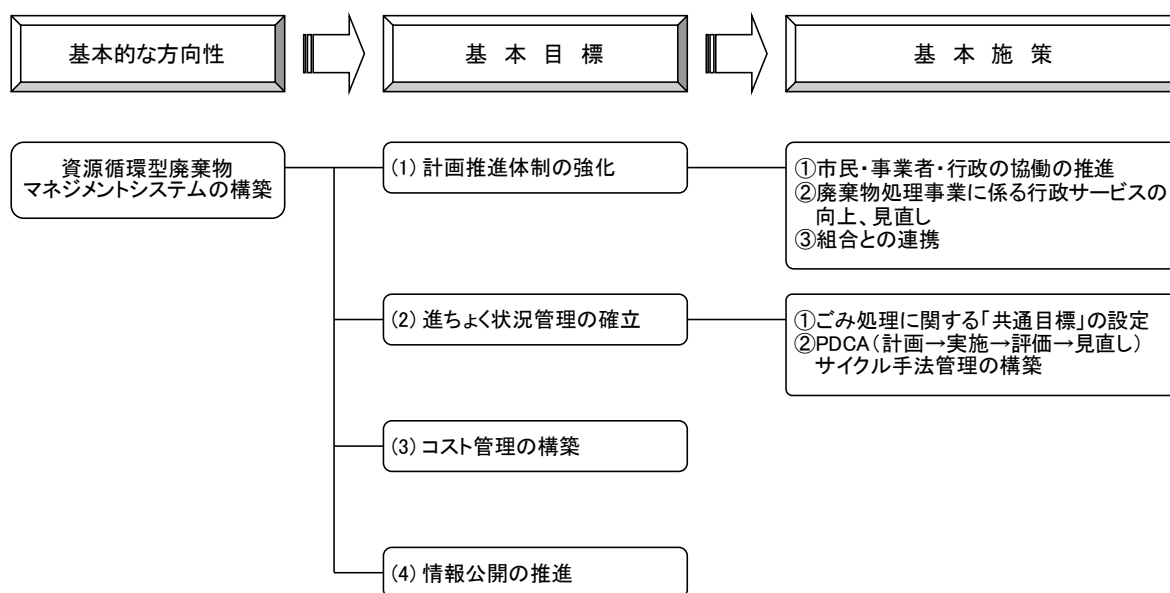 基本的な方向性
基本目標
基本施策
資源循環型廃棄物
マネジメントシステムの構築
(1) 計画推進体制の強化
①市民・事業者・行政の協働の推進
②廃棄物処理事業に係る行政サービスの
向上、見直し
③組合との連携
(2) 進ちょく状況管理の確立
①ごみ処理に関する「共通目標」の設定
②PDCA（計画→実施→評価→見直し）
サイクル手法管理の構築
(3) コスト管理の構築
(4) 情報公開の推進